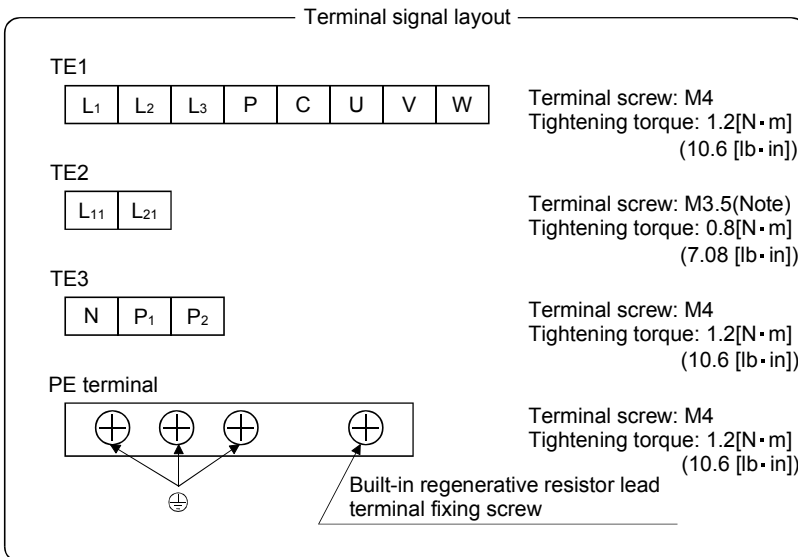 Terminal signal layout
TE1
L1 L2 L3 P C U V W
Terminal screw: M4
Tightening torque: 1.2[N▪m]
(10.6 [lb▪in])
TE2
L11 L21
Terminal screw: M3.5(Note)
Tightening torque: 0.8[N▪m]
(7.08 [lb▪in])
TE3
N P1 P2
Terminal screw: M4
Tightening torque: 1.2[N▪m]
(10.6 [lb▪in])
PE terminal
Terminal screw: M4
Tightening torque: 1.2[N▪m]
(10.6 [lb▪in])
Built-in regenerative resistor lead
terminal fixing screw